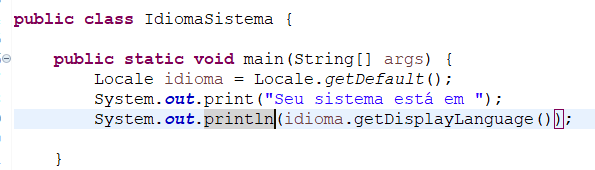 public class IdiomaSistema {
public static void main(String[] args) {
Locale idioma = Locale.getDefault();
System.out.print("Seu sistema está em ");
System.out.println(idioma.getDisplayLanguage());
}